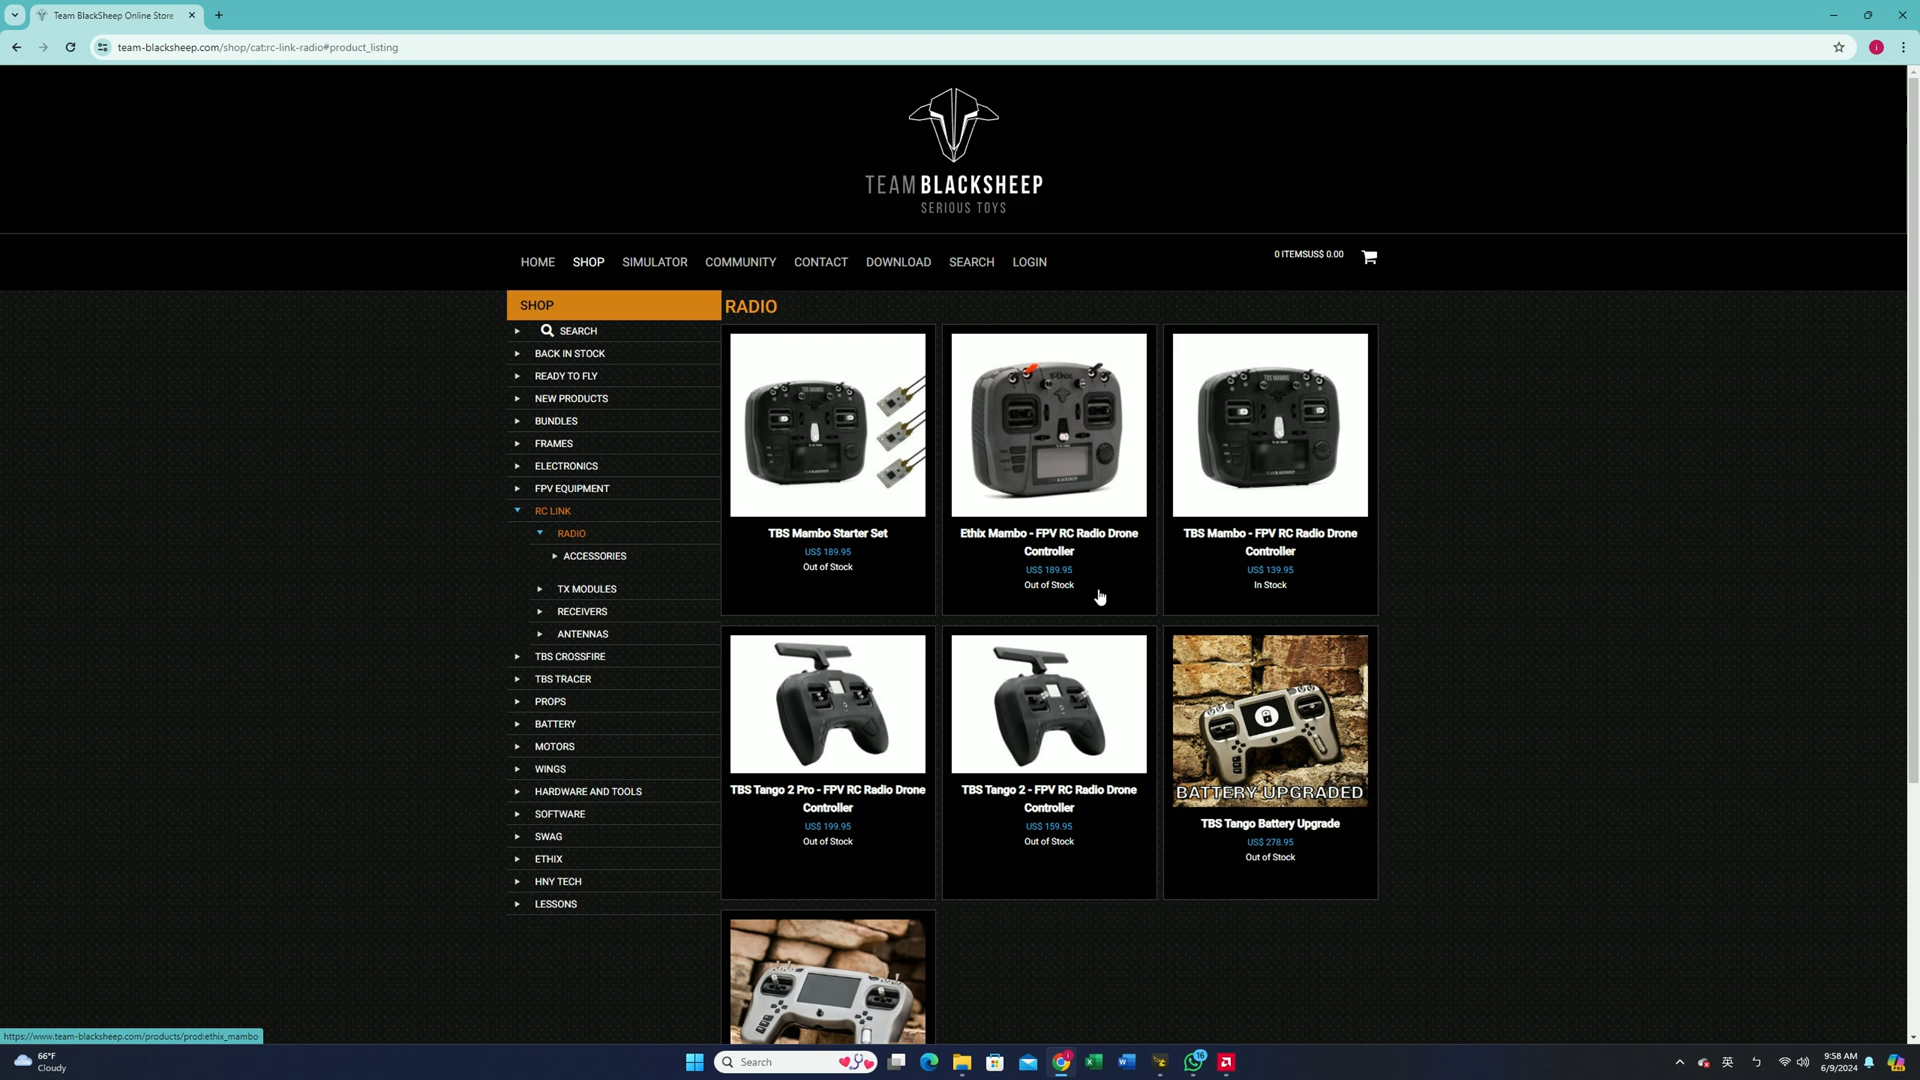 Team BlackSheep Online Store
team-blacksheep.com/shop/cat:rc-link-radio#product_listing
TEAM BLACKSHEEP
SERIOUS TOYS
HOME SHOP SIMULATOR COMMUNITY CONTACT DOWNLOAD SEARCH LOGIN
0 ITEMSUS$ 0.00
SHOP
SEARCH
BACK IN STOCK
READY TO FLY
NEW PRODUCTS
BUNDLES
FRAMES
ELECTRONICS
FPV EQUIPMENT
RC LINK
RADIO
ACCESSORIES
TX MODULES
RECEIVERS
ANTENNAS
TBS CROSSFIRE
TBS TRACER
PROPS
BATTERY
MOTORS
WINGS
HARDWARE AND TOOLS
SOFTWARE
SWAG
ETHIX
HNY TECH
LESSONS
RADIO
TBS Mambo Starter Set
US$ 189.95
Out of Stock
Ethix Mambo - FPV RC Radio Drone
Controller
US$ 189.95
Out of Stock
TBS Mambo - FPV RC Radio Drone
Controller
US$ 139.95
In Stock
TBS Tango 2 Pro - FPV RC Radio Drone
Controller
US$ 199.95
Out of Stock
TBS Tango 2 - FPV RC Radio Drone
Controller
US$ 159.95
Out of Stock
BATTERY UPGRADED
TBS Tango Battery Upgrade
US$ 278.95
Out of Stock
https://www.team-blacksheep.com/products/prod:ethix_mambo
66°F
Cloudy
Search
16
英
9:58 AM
6/9/2024